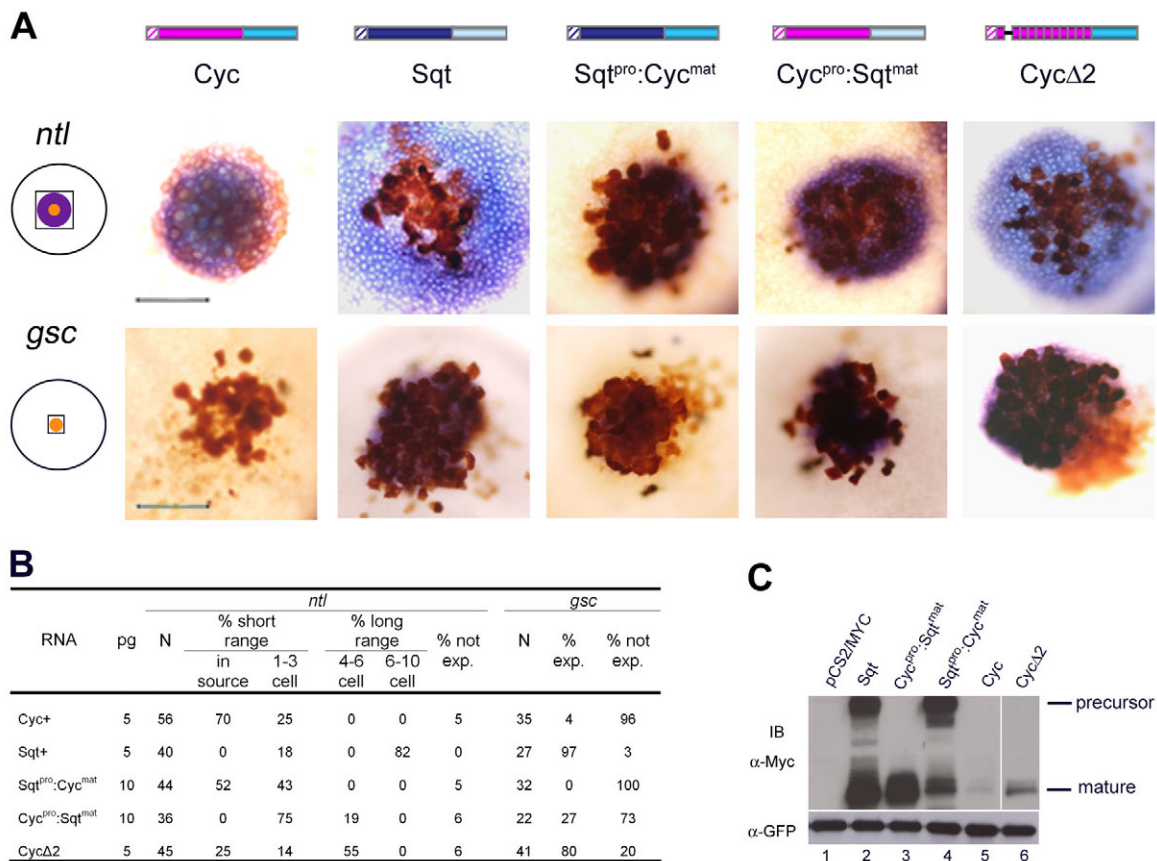 A
Cyc Sqt Sqtpro:Cycmat Cycpro:Sqtmat CycΔ2
ntl
gsc
B
ntl gsc
RNA pg N % short range % long range % not exp. N % exp. % not exp.
in source 1-3 cell 4-6 cell 6-10 cell
Cyc+ 5 56 70 25 0 0 5 35 4 96
Sqt+ 5 40 0 18 0 82 0 27 97 3
Sqtpro:Cycmat 10 44 52 43 0 0 5 32 0 100
Cycpro:Sqtmat 10 36 0 75 19 0 6 22 27 73
CycΔ2 5 45 25 14 55 0 6 41 80 20
C
pCS2/MYC Sqt Cycpro:Sqtmat Sqtpro:Cycmat Cyc CycΔ2
precursor
IB
α-Myc
mature
α-GFP
1 2 3 4 5 6